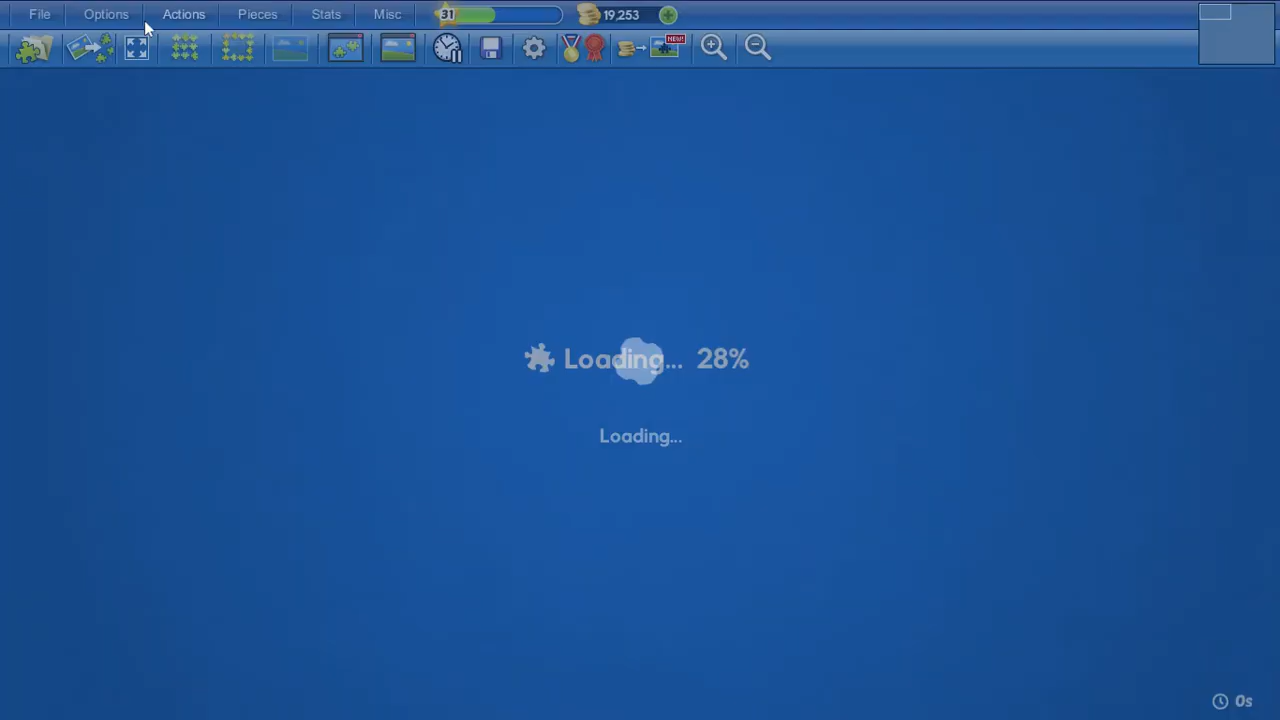 File Options Actions Pieces Stats Misc 31 19,253
NEW!
Loading... 28%
Loading...
0s